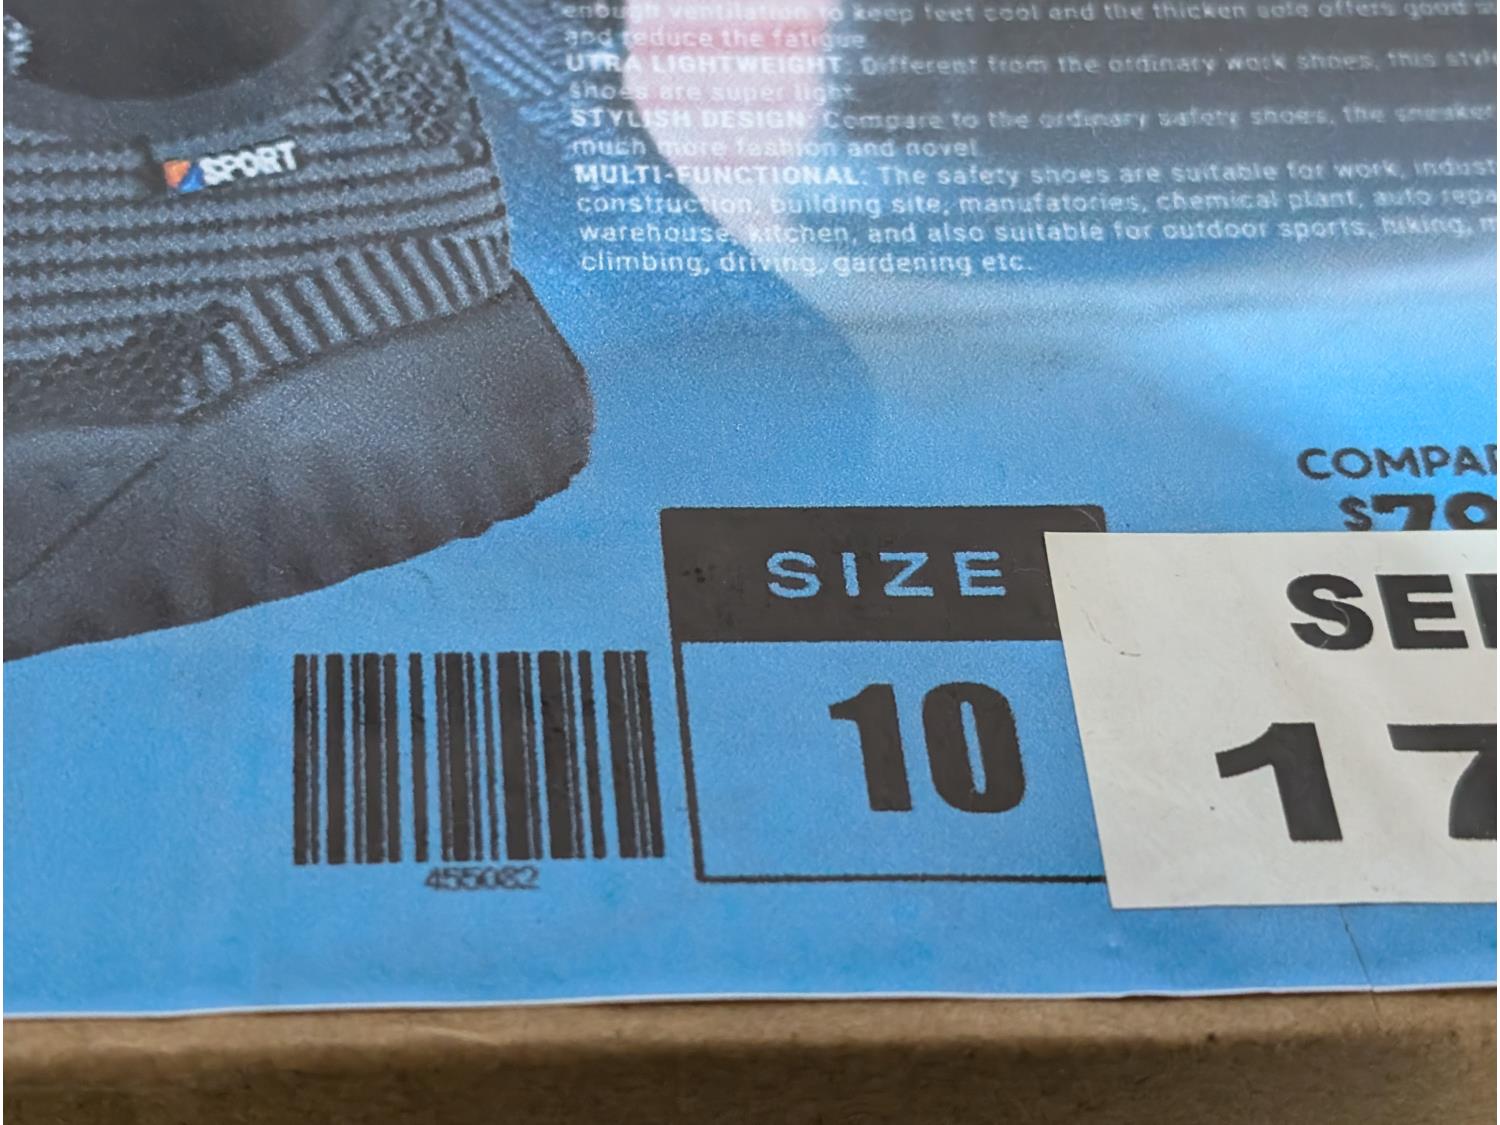 enough ventilation to keep feet cool and the thicken sole offers good
and reduce the fatigue
UTRA LIGHTWEIGHT: Different from the ordinary work shoes, this style
shoes are super light.
STYLISH DESIGN: Compare to the ordinary safety shoes, the sneaker
much more fashion and novel
MULTI-FUNCTIONAL: The safety shoes are suitable for work, indust
construction, building site, manufatories, chemical plant, auto repa
warehouse, kitchen, and also suitable for outdoor sports, hiking, m
climbing, driving, gardening etc.
SPORT
COMPAR
$79
SIZE
10
SEL
17
455082